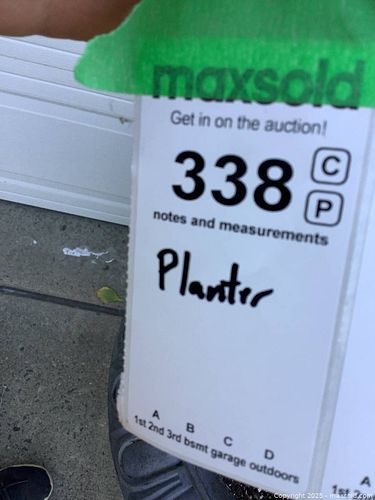 maxsold
Get in on the auction!
338 C
P
notes and measurements
Planter
A B C D
1st 2nd 3rd bsmt garage outdoors
A
1st
Copyright 2025 - maxsold.com